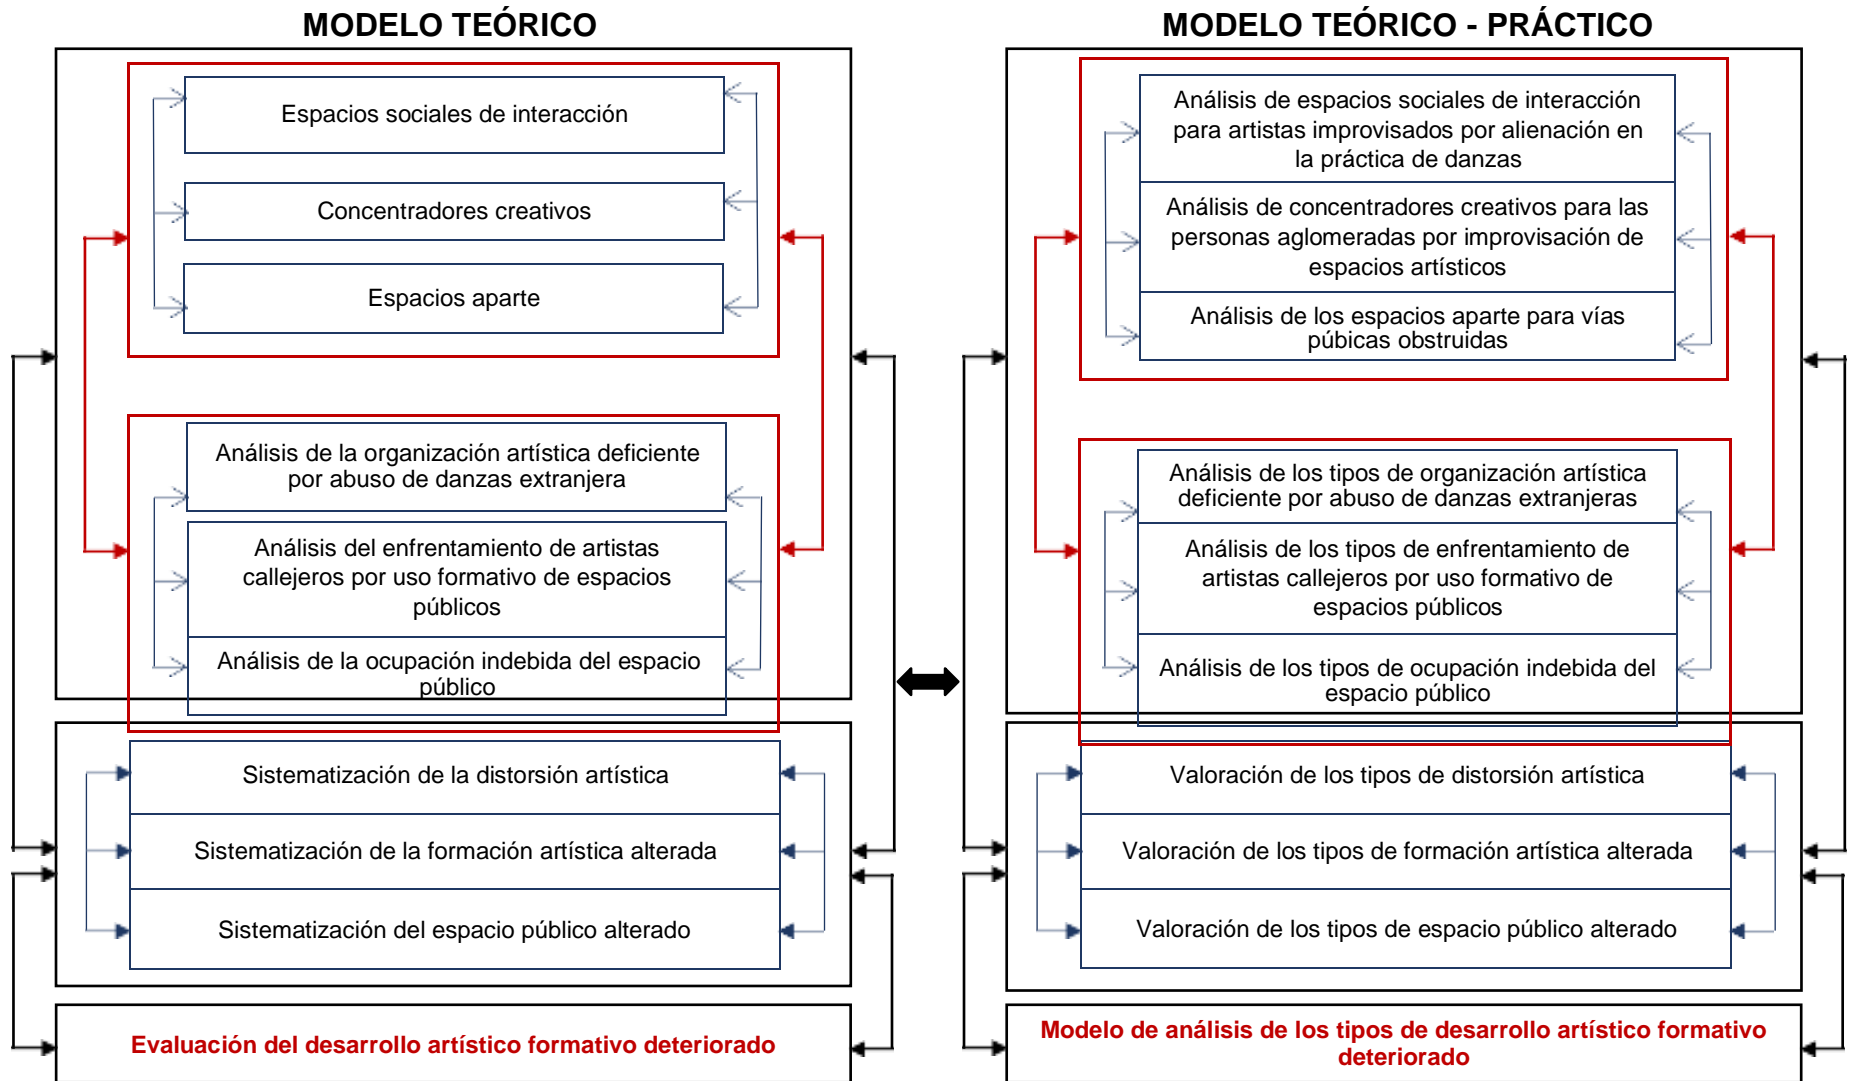 MODELO TEÓRICO
Espacios sociales de interacción
Concentradores creativos
Espacios aparte
Análisis de la organización artística deficiente
por abuso de danzas extranjera
Análisis del enfrentamiento de artistas
callejeros por uso formativo de espacios
públicos
Análisis de la ocupación indebida del espacio
público
Sistematización de la distorsión artística
Sistematización de la formación artística alterada
Sistematización del espacio público alterado
Evaluación del desarrollo artístico formativo deteriorado
MODELO TEÓRICO - PRÁCTICO
Análisis de espacios sociales de interacción
para artistas improvisados por alienación en
la práctica de danzas
Análisis de concentradores creativos para las
personas aglomeradas por improvisación de
espacios artísticos
Análisis de los espacios aparte para vías
púbicas obstruidas
Análisis de los tipos de organización artística
deficiente por abuso de danzas extranjeras
Análisis de los tipos de enfrentamiento de
artistas callejeros por uso formativo de
espacios públicos
Análisis de los tipos de ocupación indebida del
espacio público
Valoración de los tipos de distorsión artística
Valoración de los tipos de formación artística alterada
Valoración de los tipos de espacio público alterado
Modelo de análisis de los tipos de desarrollo artístico formativo
deteriorado